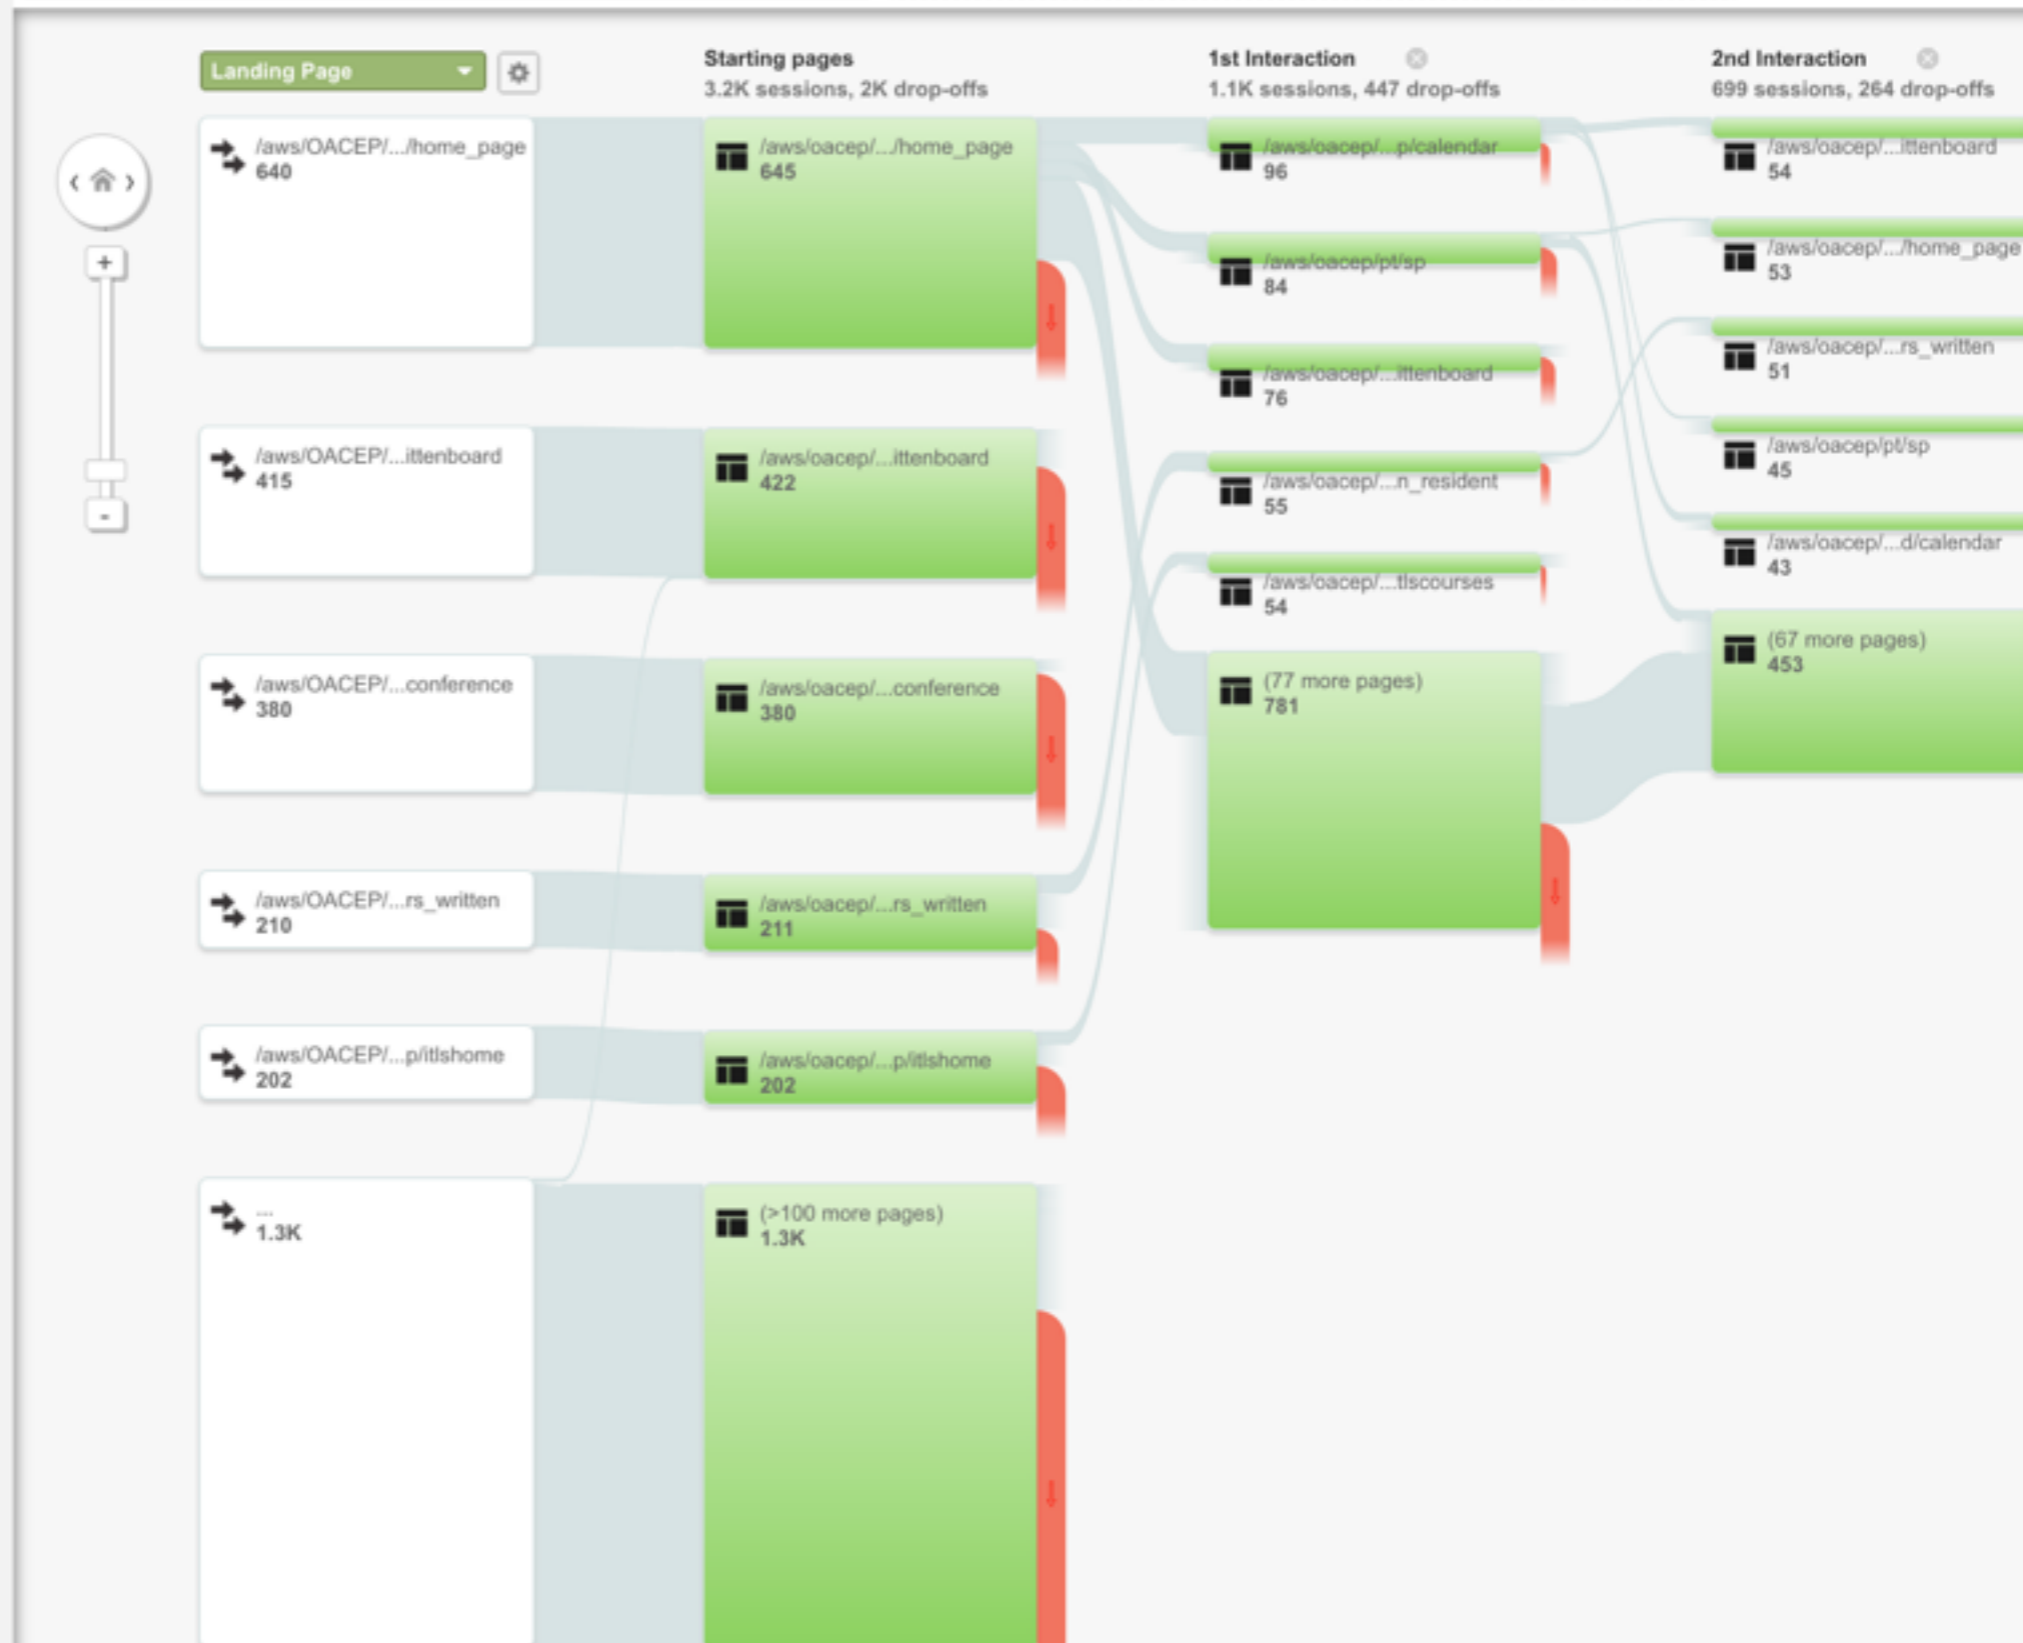 Landing Page
Starting pages
3.2K sessions, 2K drop-offs
1st Interaction
1.1K sessions, 447 drop-offs
2nd Interaction
699 sessions, 264 drop-offs
/aws/OACEP/.../home_page
640
/aws/OACEP/...ittenboard
415
/aws/OACEP/...conference
380
/aws/OACEP/...rs_written
210
/aws/OACEP/...p/itlshome
202
...
1.3K
/aws/oacep/.../home_page
645
/aws/oacep/...ittenboard
422
/aws/oacep/...conference
380
/aws/oacep/...rs_written
211
/aws/oacep/...p/itlshome
202
(>100 more pages)
1.3K
/aws/oacep/...p/calendar
96
/aws/oacep/pt/sp
84
/aws/oacep/...ittenboard
76
/aws/oacep/...n_resident
55
/aws/oacep/...tlscourses
54
(77 more pages)
781
/aws/oacep/...ittenboard
54
/aws/oacep/.../home_page
53
/aws/oacep/...rs_written
51
/aws/oacep/pt/sp
45
/aws/oacep/...d/calendar
43
(67 more pages)
453
+
-